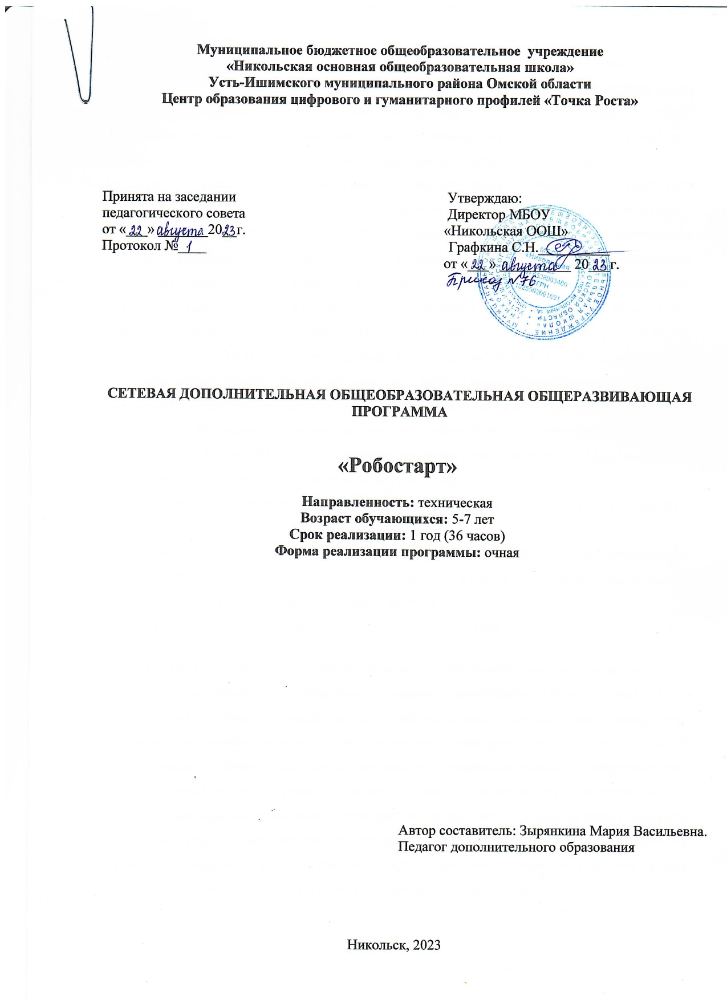 Муниципальное бюджетное общеобразовательное учреждение
«Никольская основная общеобразовательная школа»
Усть-Ишимского муниципального района Омской области
Центр образования цифрового и гуманитарного профилей «Точка Роста»
Принята на заседании
педагогического совета
от «22» августа 2023 г.
Протокол № 1
Утверждаю:
Директор МБОУ
«Никольская ООШ»
Графкина С.Н.
от «22» августа 20 23 г.
Приказ №76
СЕТЕВАЯ ДОПОЛНИТЕЛЬНАЯ ОБЩЕОБРАЗОВАТЕЛЬНАЯ ОБЩЕРАЗВИВАЮЩАЯ
ПРОГРАММА
«Робостарт»
Направленность: техническая
Возраст обучающихся: 5-7 лет
Срок реализации: 1 год (36 часов)
Форма реализации программы: очная
Автор составитель: Зырянкина Мария Васильевна.
Педагог дополнительного образования
Никольск, 2023